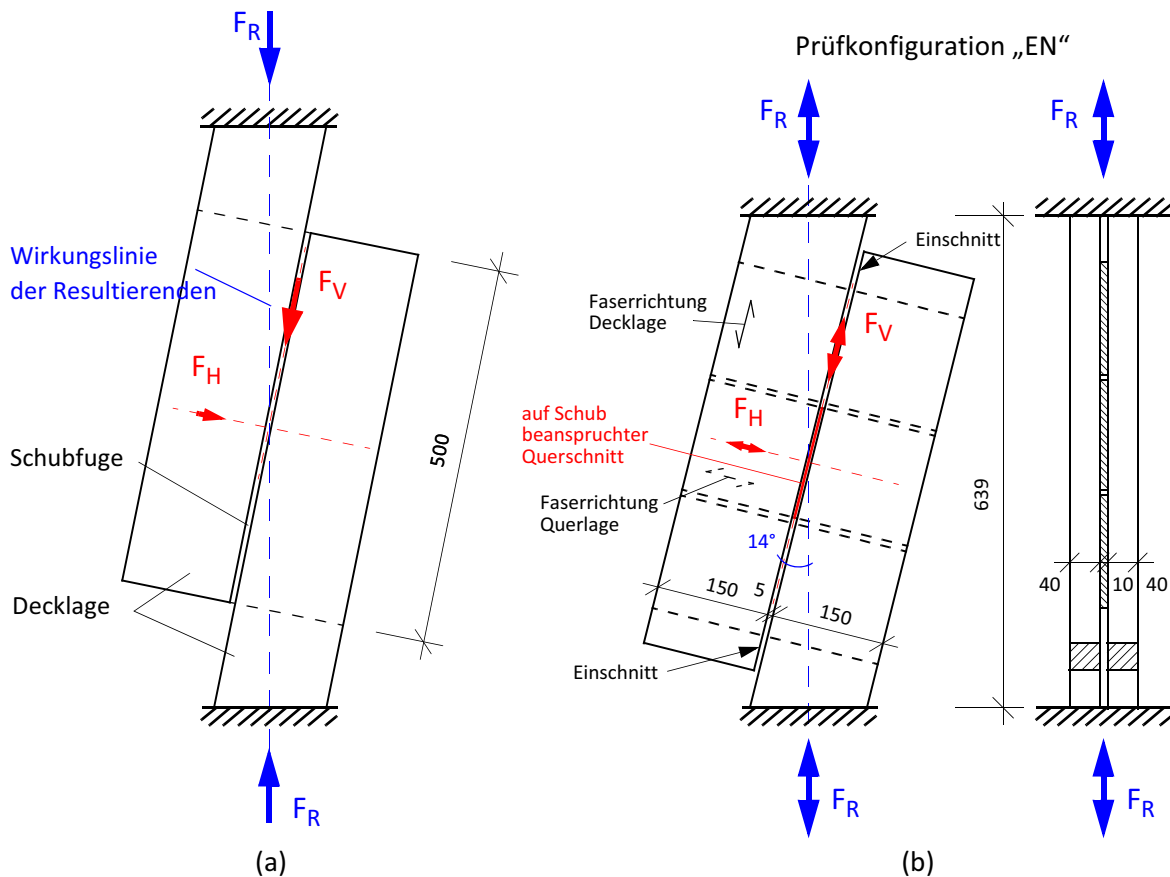 Prüfkonfiguration „EN“
F_R
Wirkungslinie
der Resultierenden
F_V
F_H
500
Schubfuge
Decklage
F_R
(a)
F_R
Einschnitt
Faserrichtung
Decklage
F_V
F_H
auf Schub
beanspruchter
Querschnitt
Faserrichtung
Querlage
14°
150
5
150
Einschnitt
639
F_R
(b)
F_R
40
10
40
F_R